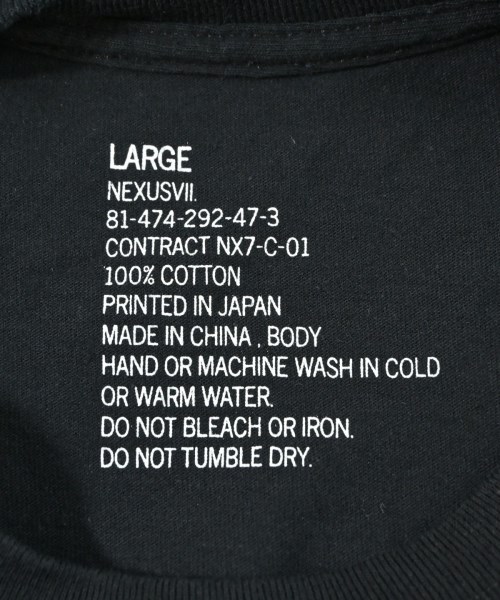 LARGE
NEXUSVII.
81-474-292-47-3
CONTRACT NX7-C-01
100% COTTON
PRINTED IN JAPAN
MADE IN CHINA , BODY
HAND OR MACHINE WASH IN COLD
OR WARM WATER.
DO NOT BLEACH OR IRON.
DO NOT TUMBLE DRY.